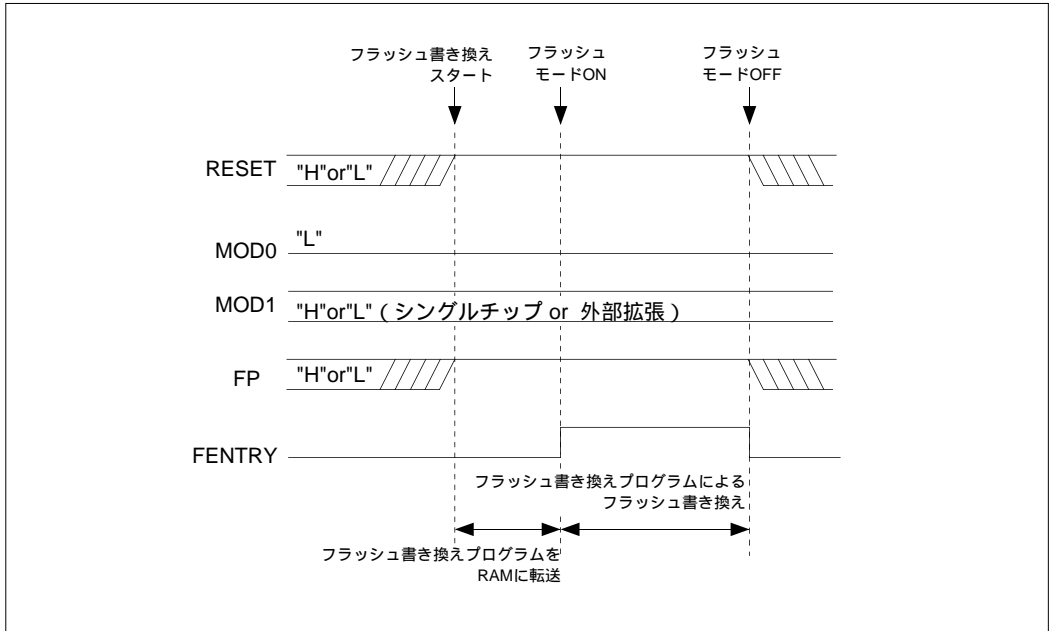 フラッシュ書き換え
スタート
フラッシュ
モードON
フラッシュ
モードOFF
RESET "H"or"L"
MOD0 "L"
MOD1 "H"or"L" ( シングルチップ or 外部拡張 )
FP "H"or"L"
FENTRY
フラッシュ書き換えプログラムによる
フラッシュ書き換え
フラッシュ書き換えプログラムを
RAMに転送